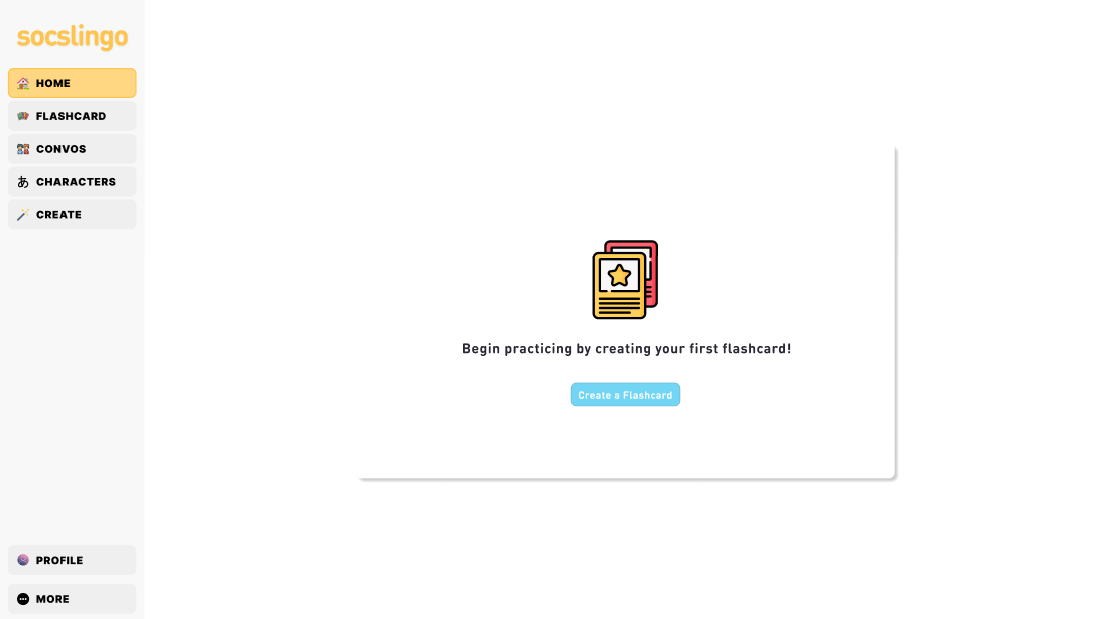 socslingo
HOME
FLASHCARD
CONVOS
あ CHARACTERS
CREATE
Begin practicing by creating your first flashcard!
Create a Flashcard
PROFILE
MORE